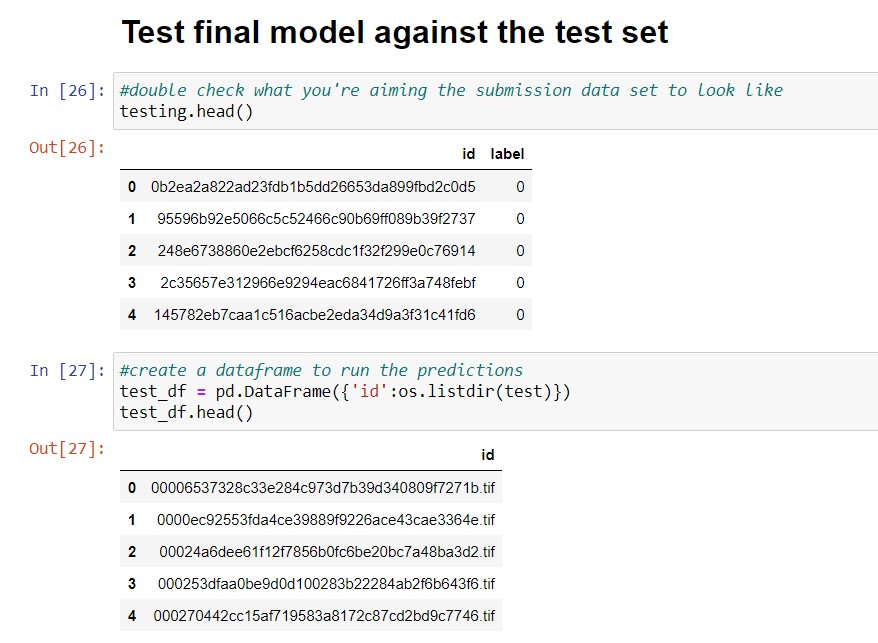 Test final model against the test set
In [26]: #double check what you're aiming the submission data set to look like
testing.head()
Out[26]:
id label
0 0b2ea2a822ad23fdb1b5dd26653da899fbd2c0d5 0
1 95596b92e5066c5c52466c90b69ff089b39f2737 0
2 248e6738860e2ebcf6258cdc1f32f299e0c76914 0
3 2c35657e312966e9294eac6841726ff3a748febf 0
4 145782eb7caa1c516acbe2eda34d9a3f31c41fd6 0
In [27]: #create a dataframe to run the predictions
test_df = pd.DataFrame({'id':os.listdir(test)})
test_df.head()
Out[27]:
id
0 00006537328c33e284c973d7b39d340809f7271b.tif
1 0000ec92553fda4ce39889f9226ace43cae3364e.tif
2 00024a6dee61f12f7856b0fc6be20bc7a48ba3d2.tif
3 000253dfaa0be9d0d100283b22284ab2f6b643f6.tif
4 000270442cc15af719583a8172c87cd2bd9c7746.tif